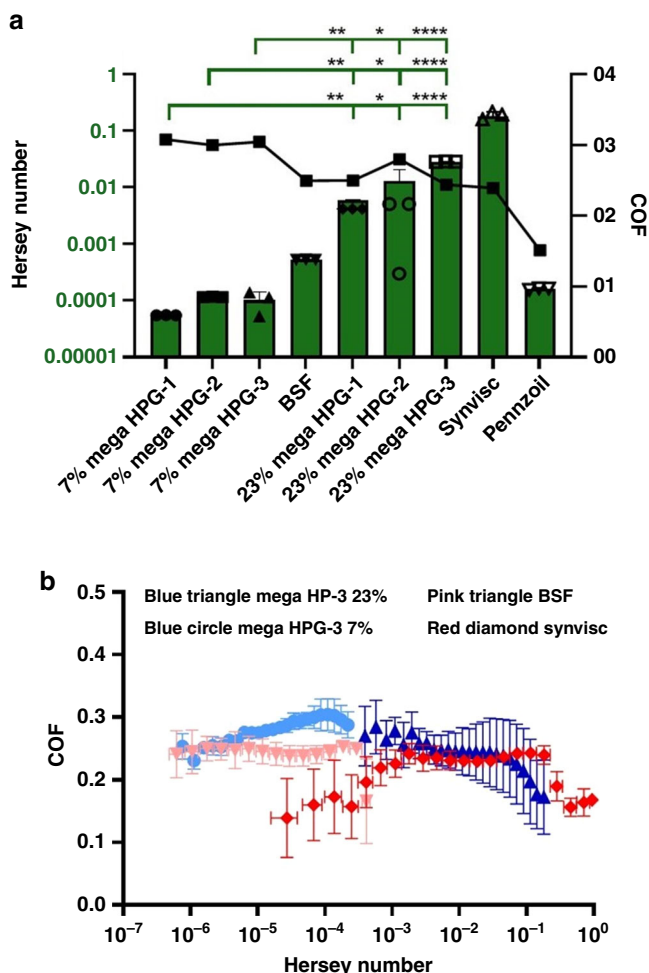 a
** * ****
** * ****
** * ****
1
0.1
0.01
0.001
0.0001
0.00001
Hersey number
04
03
02
01
00
COF
7% mega HPG-1
7% mega HPG-2
7% mega HPG-3
BSF
23% mega HPG-1
23% mega HPG-2
23% mega HPG-3
Synvisc
Pennzoil
b
Blue triangle mega HP-3 23% Pink triangle BSF
Blue circle mega HPG-3 7% Red diamond synvisc
0.5
0.4
0.3
0.2
0.1
0.0
COF
10⁻⁷ 10⁻⁶ 10⁻⁵ 10⁻⁴ 10⁻³ 10⁻² 10⁻¹ 10⁰
Hersey number